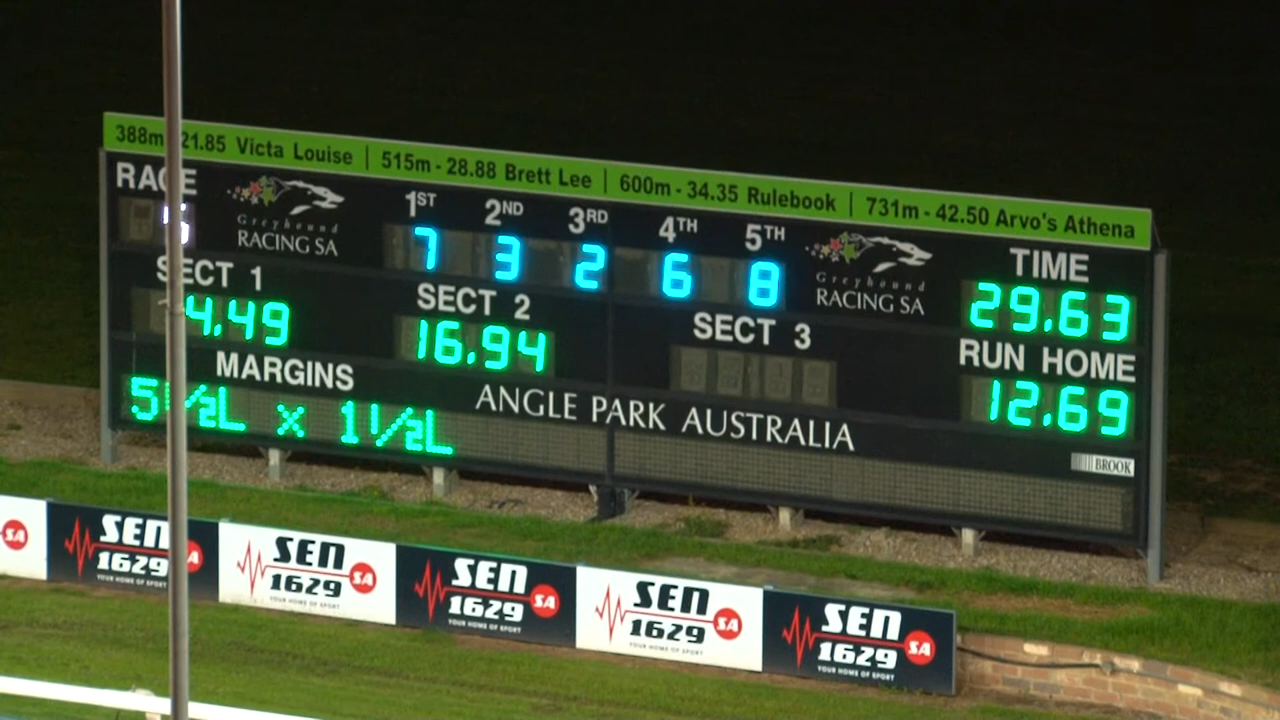 388m 21.85 Victa Louise | 515m - 28.88 Brett Lee | 600m - 34.35 Rulebook | 731m - 42.50 Arvo's Athena
RACE
Greyhound
RACING SA
1ST 2ND 3RD 4TH 5TH
7 3 2 6 8
Greyhound
RACING SA
TIME
29.63
SECT 1
4.49
SECT 2
16.94
SECT 3
RUN HOME
12.69
MARGINS
5½L x 1½L
ANGLE PARK AUSTRALIA
BROOK
SA
SEN
1629
YOUR HOME OF SPORT
SEN SA
1629
YOUR HOME OF SPORT
SEN SA
1629
YOUR HOME OF SPORT
SEN SA
1629
YOUR HOME OF SPORT
SEN SA
1629
YOUR HOME OF SPORT